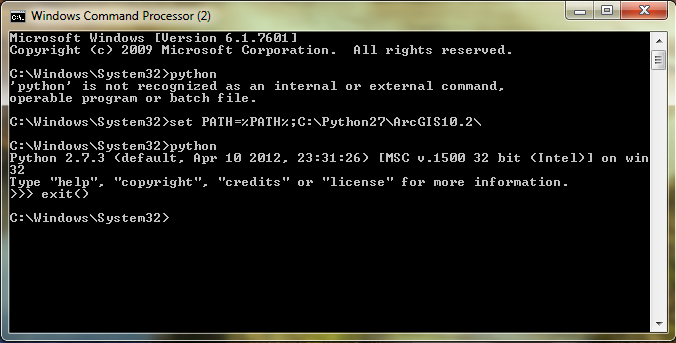 Windows Command Processor (2)
Microsoft Windows [Version 6.1.7601]
Copyright (c) 2009 Microsoft Corporation.  All rights reserved.
C:\Windows\System32>python
'python' is not recognized as an internal or external command,
operable program or batch file.
C:\Windows\System32>set PATH=%PATH%;C:\Python27\ArcGIS10.2\
C:\Windows\System32>python
Python 2.7.3 (default, Apr 10 2012, 23:31:26) [MSC v.1500 32 bit (Intel)] on win
32
Type "help", "copyright", "credits" or "license" for more information.
>>> exit()
C:\Windows\System32>